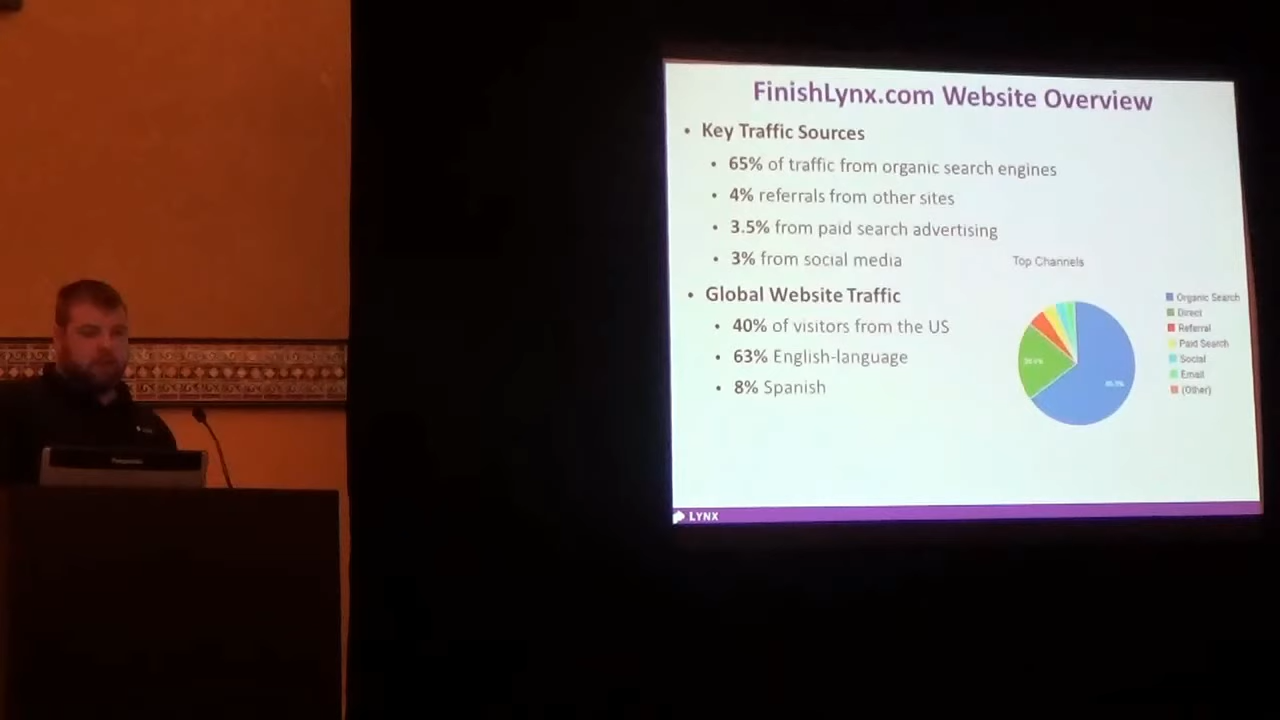 FinishLynx.com Website Overview
• Key Traffic Sources
• 65% of traffic from organic search engines
• 4% referrals from other sites
• 3.5% from paid search advertising
• 3% from social media
Top Channels
• Global Website Traffic
• 40% of visitors from the US
• 63% English-language
• 8% Spanish
Organic Search
Direct
Referral
Paid Search
Social
Email
(Other)
LYNX
Panasonic